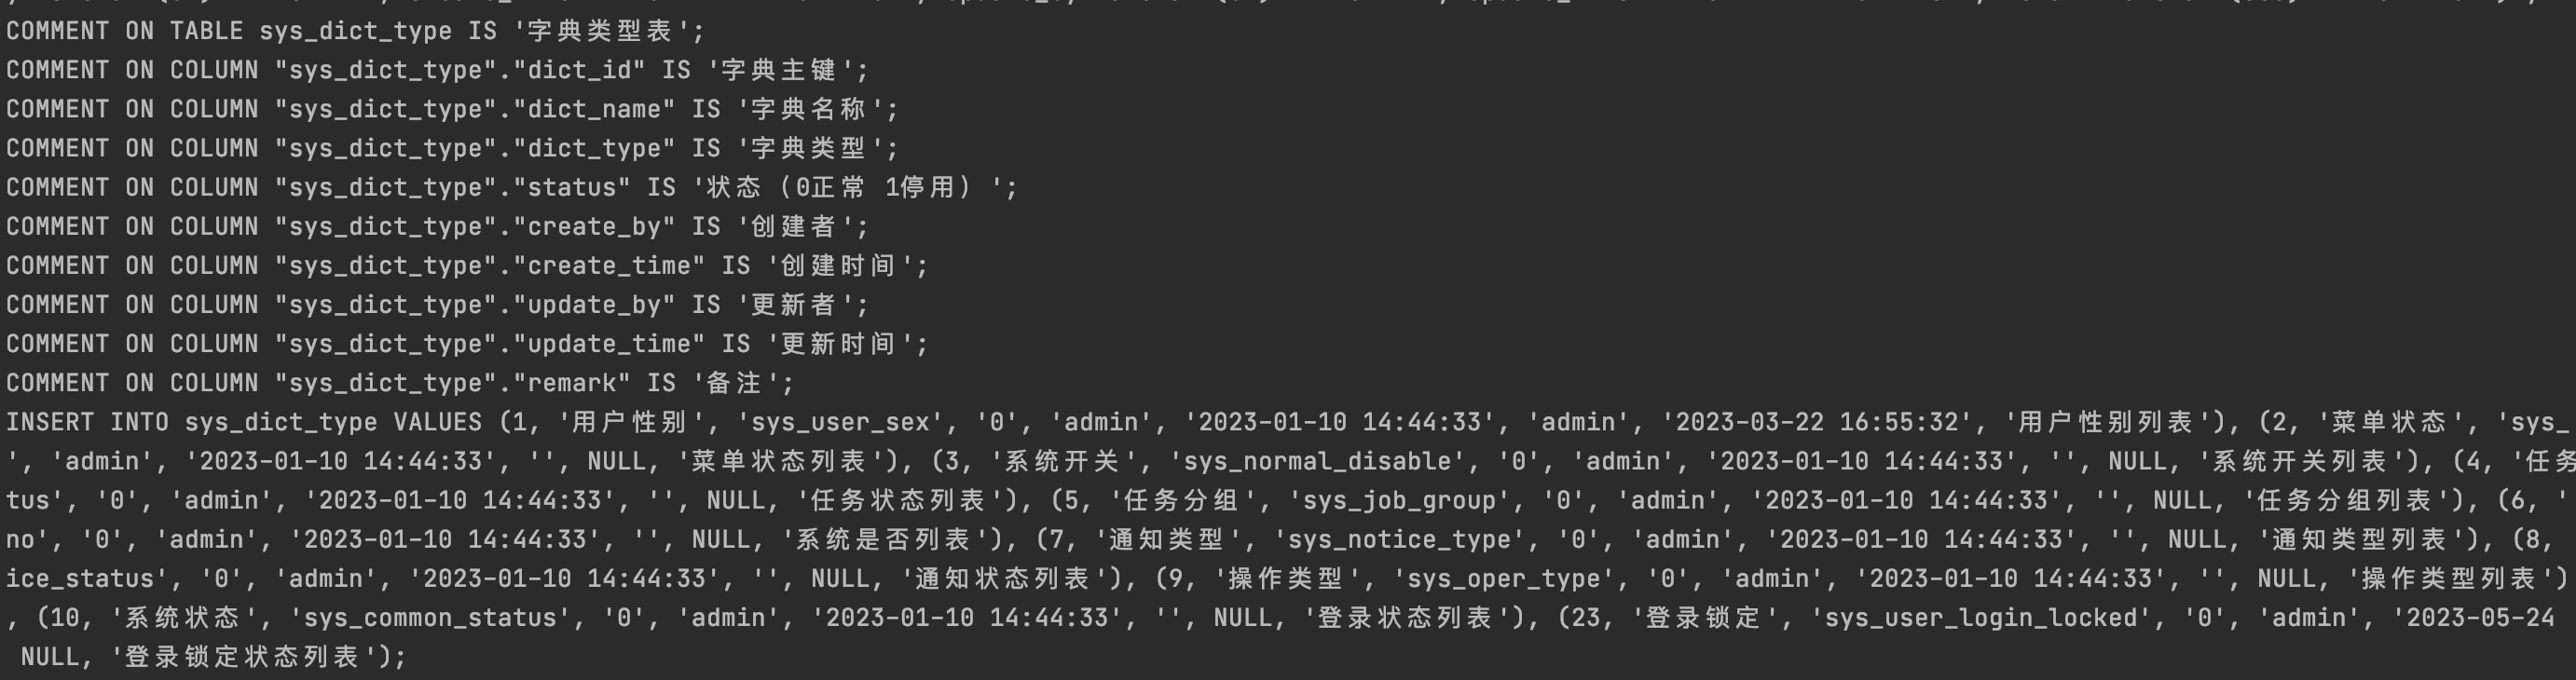 COMMENT ON TABLE sys_dict_type IS '字典类型表';
COMMENT ON COLUMN "sys_dict_type"."dict_id" IS '字典主键';
COMMENT ON COLUMN "sys_dict_type"."dict_name" IS '字典名称';
COMMENT ON COLUMN "sys_dict_type"."dict_type" IS '字典类型';
COMMENT ON COLUMN "sys_dict_type"."status" IS '状态（0正常 1停用）';
COMMENT ON COLUMN "sys_dict_type"."create_by" IS '创建者';
COMMENT ON COLUMN "sys_dict_type"."create_time" IS '创建时间';
COMMENT ON COLUMN "sys_dict_type"."update_by" IS '更新者';
COMMENT ON COLUMN "sys_dict_type"."update_time" IS '更新时间';
COMMENT ON COLUMN "sys_dict_type"."remark" IS '备注';
INSERT INTO sys_dict_type VALUES (1, '用户性别', 'sys_user_sex', '0', 'admin', '2023-01-10 14:44:33', 'admin', '2023-03-22 16:55:32', '用户性别列表'), (2, '菜单状态', 'sys_
', 'admin', '2023-01-10 14:44:33', '', NULL, '菜单状态列表'), (3, '系统开关', 'sys_normal_disable', '0', 'admin', '2023-01-10 14:44:33', '', NULL, '系统开关列表'), (4, '任务
tus', '0', 'admin', '2023-01-10 14:44:33', '', NULL, '任务状态列表'), (5, '任务分组', 'sys_job_group', '0', 'admin', '2023-01-10 14:44:33', '', NULL, '任务分组列表'), (6, '
no', '0', 'admin', '2023-01-10 14:44:33', '', NULL, '系统是否列表'), (7, '通知类型', 'sys_notice_type', '0', 'admin', '2023-01-10 14:44:33', '', NULL, '通知类型列表'), (8,
ice_status', '0', 'admin', '2023-01-10 14:44:33', '', NULL, '通知状态列表'), (9, '操作类型', 'sys_oper_type', '0', 'admin', '2023-01-10 14:44:33', '', NULL, '操作类型列表')
, (10, '系统状态', 'sys_common_status', '0', 'admin', '2023-01-10 14:44:33', '', NULL, '登录状态列表'), (23, '登录锁定', 'sys_user_login_locked', '0', 'admin', '2023-05-24
NULL, '登录锁定状态列表');